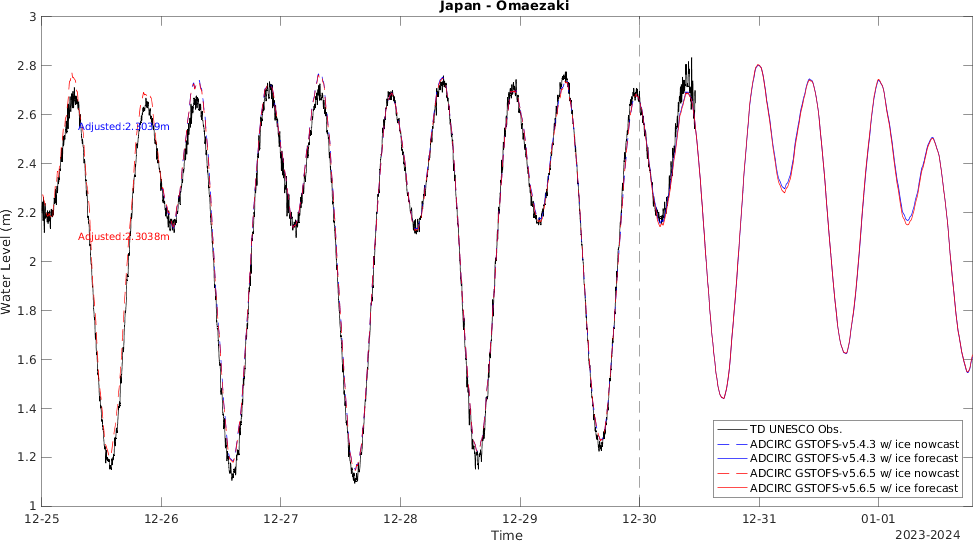 Japan - Omaezaki
3
2.8
2.6
2.4
2.2
2
1.8
1.6
1.4
1.2
1
Water Level (m)
Adjusted:2.3039m
Adjusted:2.3038m
TD UNESCO Obs.
ADCIRC GSTOFS-v5.4.3 w/ ice nowcast
ADCIRC GSTOFS-v5.4.3 w/ ice forecast
ADCIRC GSTOFS-v5.6.5 w/ ice nowcast
ADCIRC GSTOFS-v5.6.5 w/ ice forecast
12-25 12-26 12-27 12-28 12-29 12-30 12-31 01-01
Time
2023-2024